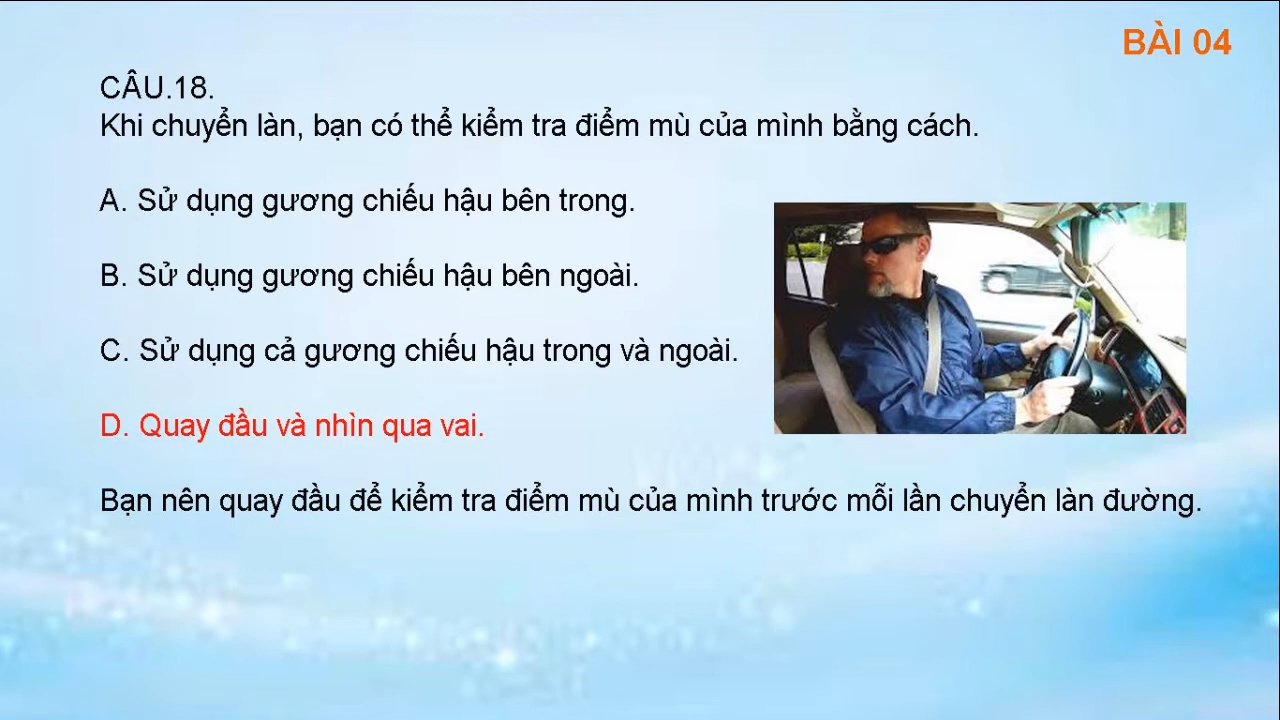 BÀI 04
CÂU.18.
Khi chuyển làn, bạn có thể kiểm tra điểm mù của mình bằng cách.
A. Sử dụng gương chiếu hậu bên trong.
B. Sử dụng gương chiếu hậu bên ngoài.
C. Sử dụng cả gương chiếu hậu trong và ngoài.
D. Quay đầu và nhìn qua vai.
Bạn nên quay đầu để kiểm tra điểm mù của mình trước mỗi lần chuyển làn đường.